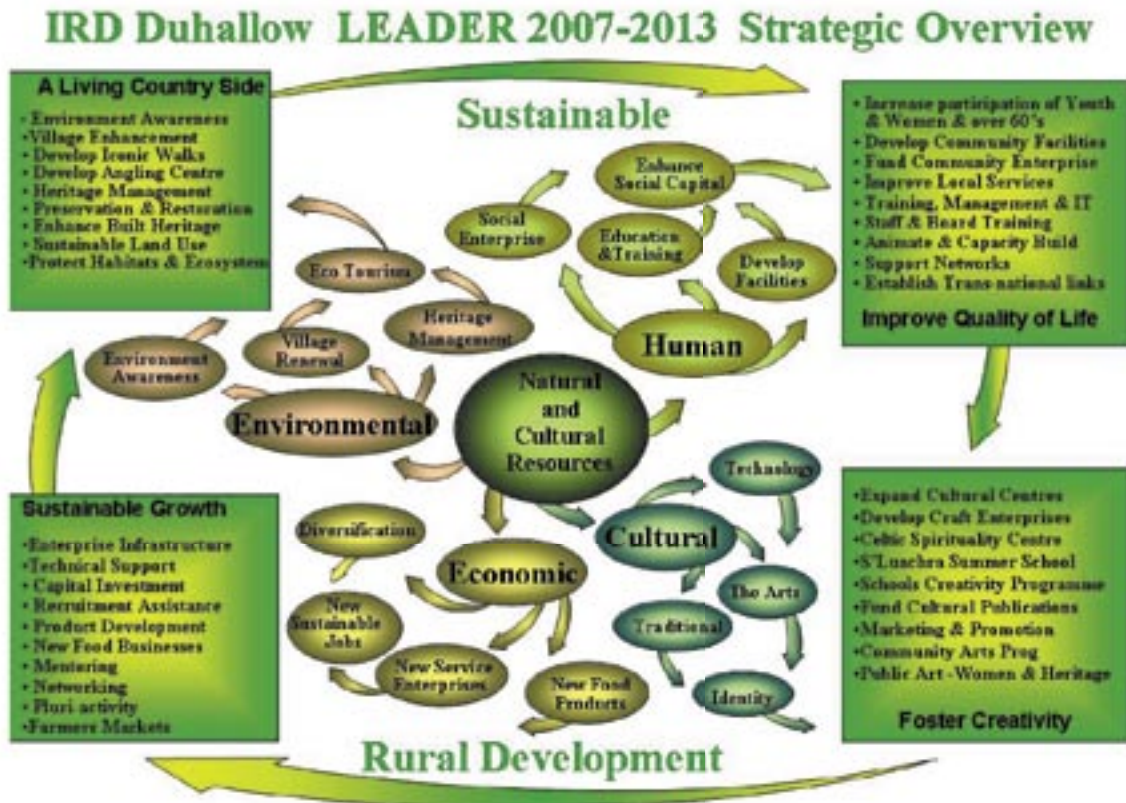 IRD Duhallow LEADER 2007-2013 Strategic Overview
A Living Country Side
• Environment Awareness
•Village Enhancement
• Develop Iconic Walks
• Develop Angling Centre
• Heritage Management
• Preservation & Restoration
• Enhance Built Heritage
• Sustainable Land Use
•Protect Habitats & Ecosystem
Sustainable
• Increase participation of Youth
& Women & over 60's
• Develop Community Facilities
• Fund Community Enterprise
• Improve Local Services
• Training, Management & IT
• Staff & Board Training
• Animate & Capacity Build
• Support Networks
• Establish Trans-national links
Improve Quality of Life
Enhance
Social Capital
Social
Enterprise
Education
&Training
Develop
Facilities
Human
Eco Tourism
Heritage
Management
Village
Renewal
Environment
Awareness
Environmental
Natural
and
Cultural
Resources
Sustainable Growth
•Enterprise Infrastructure
•Technical Support
• Capital Investment
• Recruitment Assistance
• Product Development
• New Food Businesses
• Mentoring
• Networking
• Pluri activity
• Farmers Markets
Diversification
Economic
New
Sustainable
Jobs
New Service
Enterprises
New Food
Products
Technology
Cultural
The Arts
Traditional
Identity
•Expand Cultural Centres
•Develop Craft Enterprises
•Celtic Spirituality Centre
•S'Luachra Summer School
•Schools Creativity Programme
•Fund Cultural Publications
•Marketing & Promotion
•Community Arts Prog
•Public Art -Women & Heritage
Foster Creativity
Rural Development